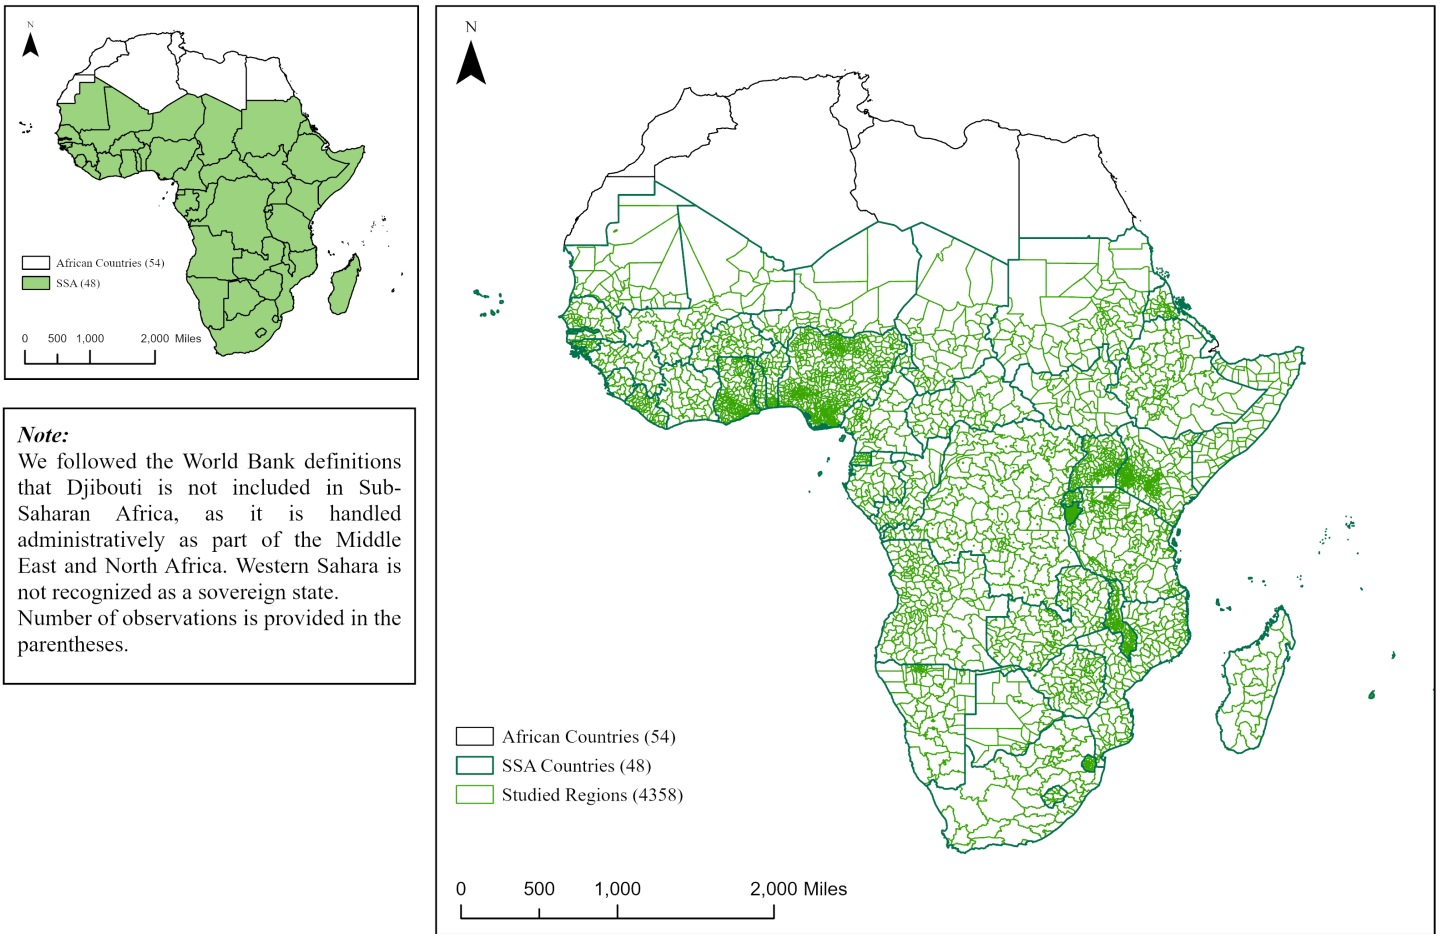 N
African Countries (54)
SSA (48)
0 500 1,000 2,000 Miles
Note:
We followed the World Bank definitions
that Djibouti is not included in Sub-
Saharan Africa, as it is handled
administratively as part of the Middle
East and North Africa. Western Sahara is
not recognized as a sovereign state.
Number of observations is provided in the
parentheses.
N
African Countries (54)
SSA Countries (48)
Studied Regions (4358)
0 500 1,000 2,000 Miles